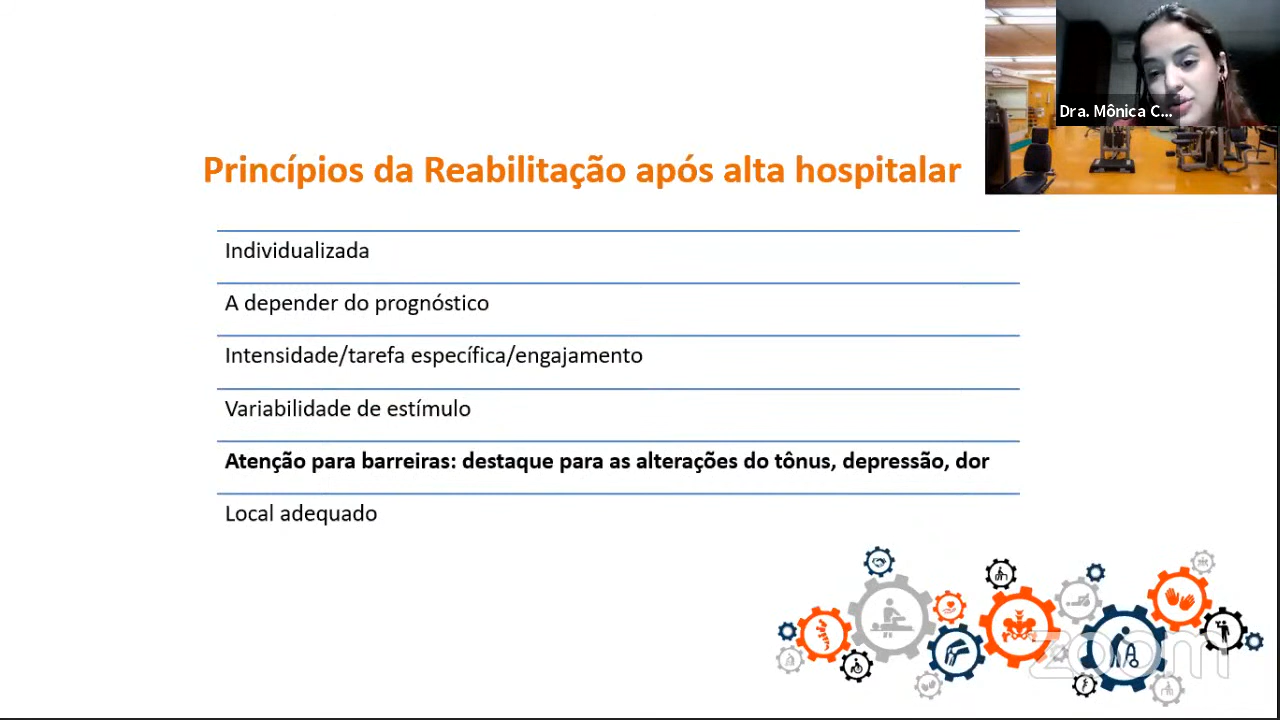 Dra. Mônica C...
Princípios da Reabilitação após alta hospitalar
Individualizada
A depender do prognóstico
Intensidade/tarefa específica/engajamento
Variabilidade de estímulo
Atenção para barreiras: destaque para as alterações do tônus, depressão, dor
Local adequado
zoom